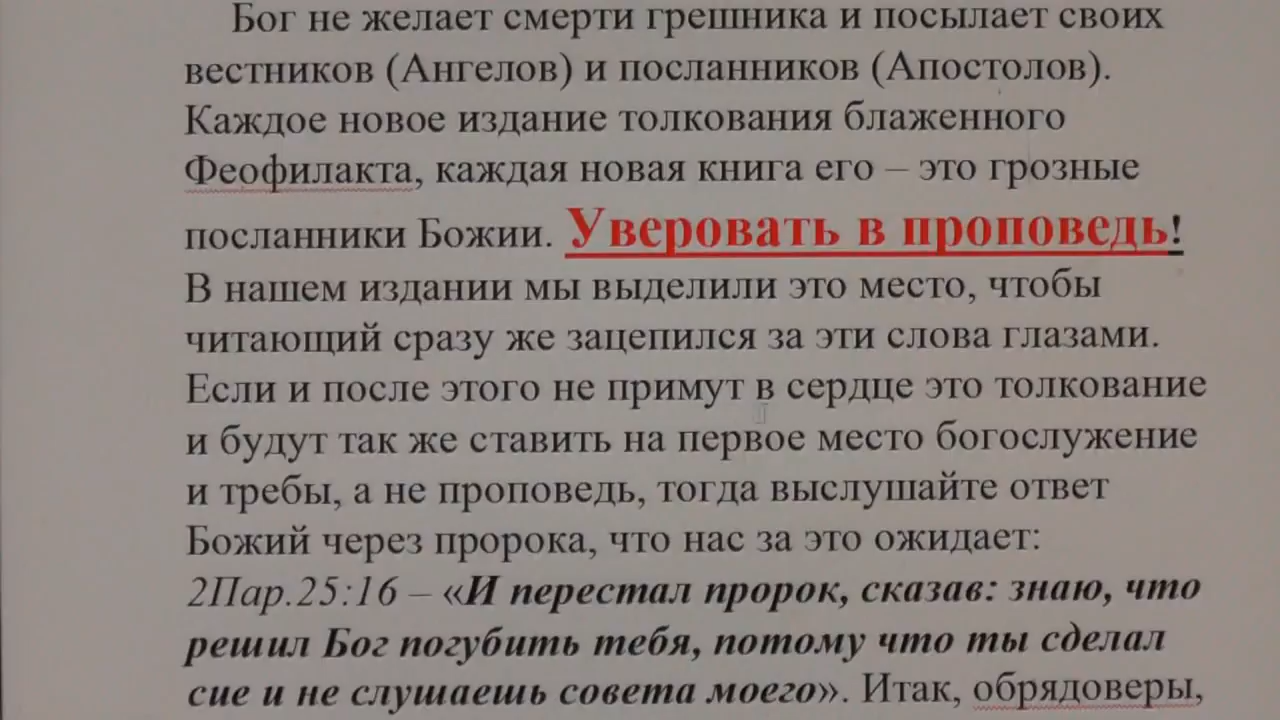 Бог не желает смерти грешника и посылает своих
вестников (Ангелов) и посланников (Апостолов).
Каждое новое издание толкования блаженного
Феофилакта, каждая новая книга его – это грозные
посланники Божии. Уверовать в проповедь!
В нашем издании мы выделили это место, чтобы
читающий сразу же зацепился за эти слова глазами.
Если и после этого не примут в сердце это толкование
и будут так же ставить на первое место богослужение
и требы, а не проповедь, тогда выслушайте ответ
Божий через пророка, что нас за это ожидает:
2Пар.25:16 – «И перестал пророк, сказав: знаю, что
решил Бог погубить тебя, потому что ты сделал
сие и не слушаешь совета моего». Итак, обрядоверы,